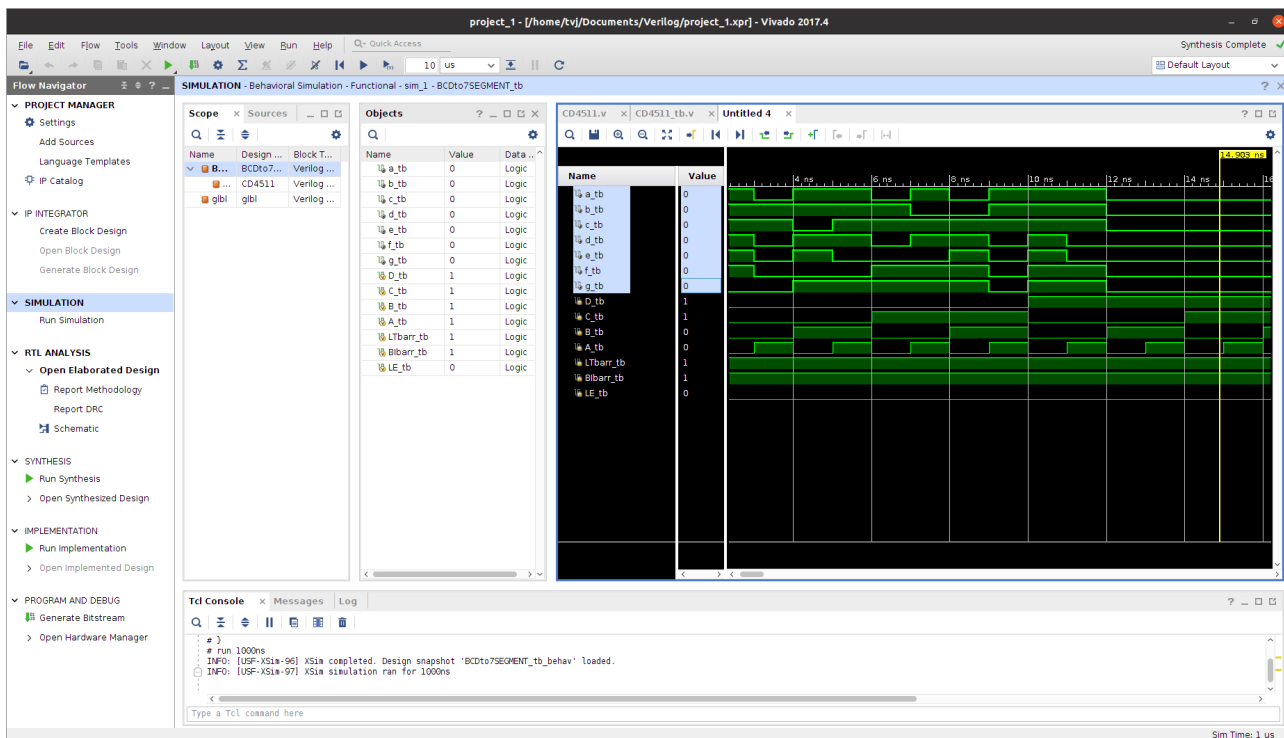 project_1 - [/home/tvj/Documents/Verilog/project_1.xpr] - Vivado 2017.4
File Edit Flow Tools Window Layout View Run Help Quick Access
Synthesis Complete
10 us
Default Layout
Flow Navigator
SIMULATION - Behavioral Simulation - Functional - sim_1 - BCDto7SEGMENT_tb
PROJECT MANAGER
Settings
Add Sources
Language Templates
IP Catalog
IP INTEGRATOR
Create Block Design
Open Block Design
Generate Block Design
SIMULATION
Run Simulation
RTL ANALYSIS
Open Elaborated Design
Report Methodology
Report DRC
Schematic
SYNTHESIS
Run Synthesis
Open Synthesized Design
IMPLEMENTATION
Run Implementation
Open Implemented Design
PROGRAM AND DEBUG
Generate Bitstream
Open Hardware Manager
Scope Sources
Name Design ... Block T...
B... BCDto7... Verilog ...
... CD4511 Verilog ...
glbl glbl Verilog ...
Objects
Name Value Data ...
a_tb 0 Logic
b_tb 0 Logic
c_tb 0 Logic
d_tb 0 Logic
e_tb 0 Logic
f_tb 0 Logic
g_tb 0 Logic
D_tb 1 Logic
C_tb 1 Logic
B_tb 1 Logic
A_tb 1 Logic
LTbarr_tb 1 Logic
BIbarr_tb 1 Logic
LE_tb 0 Logic
CD4511.v CD4511_tb.v Untitled 4
14.903 ns
Name Value
4 ns 6 ns 8 ns 10 ns 12 ns 14 ns 16
a_tb 0
b_tb 0
c_tb 0
d_tb 0
e_tb 0
f_tb 0
g_tb 0
D_tb 1
C_tb 1
B_tb 0
A_tb 0
LTbarr_tb 1
BIbarr_tb 1
LE_tb 0
Tcl Console Messages Log
# }
# run 1000ns
INFO: [USF-XSim-96] XSim completed. Design snapshot 'BCDto7SEGMENT_tb_behav' loaded.
INFO: [USF-XSim-97] XSim simulation ran for 1000ns
Type a Tcl command here
Sim Time: 1 us